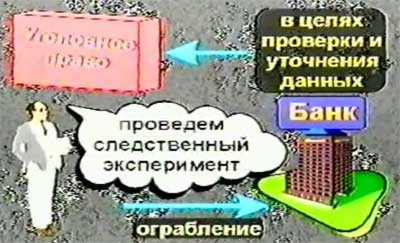 Уголовное
право
в целях
проверки и
уточнения
данных
Банк
проведем
следственный
эксперимент
ограбление